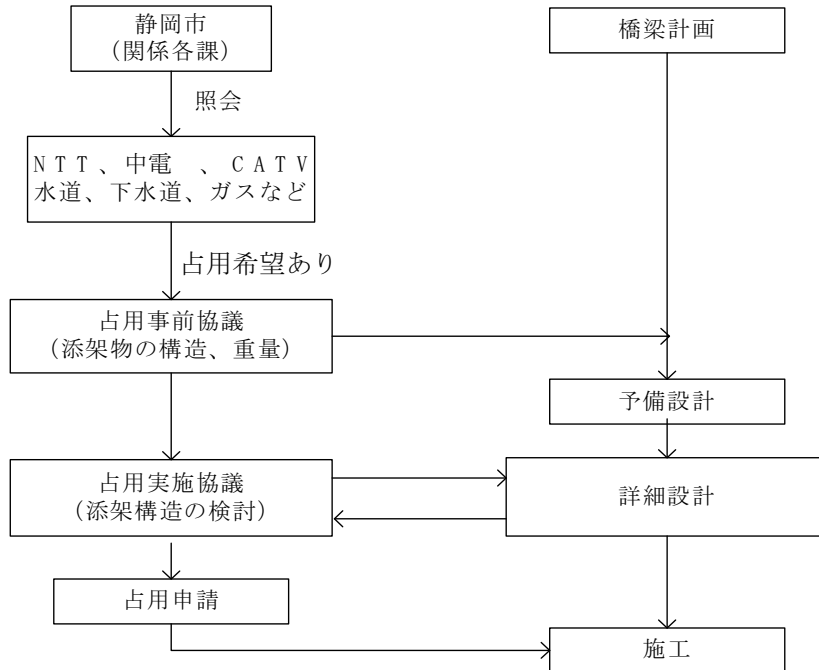 静岡市
（関係各課）
橋梁計画
照会
ＮＴＴ、中電　、ＣＡＴＶ
水道、下水道、ガスなど
占用希望あり
占用事前協議
（添架物の構造、重量）
予備設計
占用実施協議
（添架構造の検討）
詳細設計
占用申請
施工